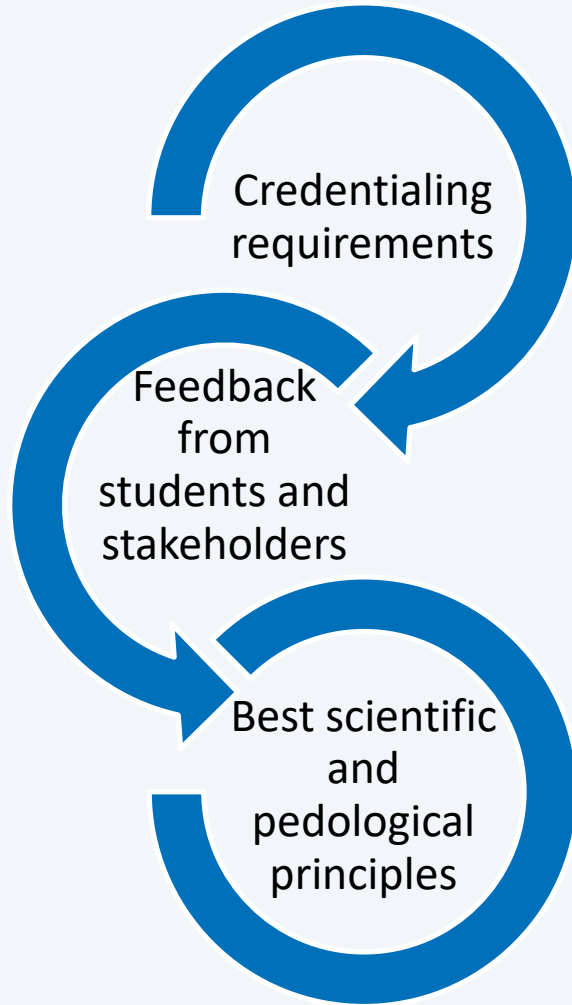 Credentialing
requirements
Feedback
from
students and
stakeholders
Best scientific
and
pedological
principles